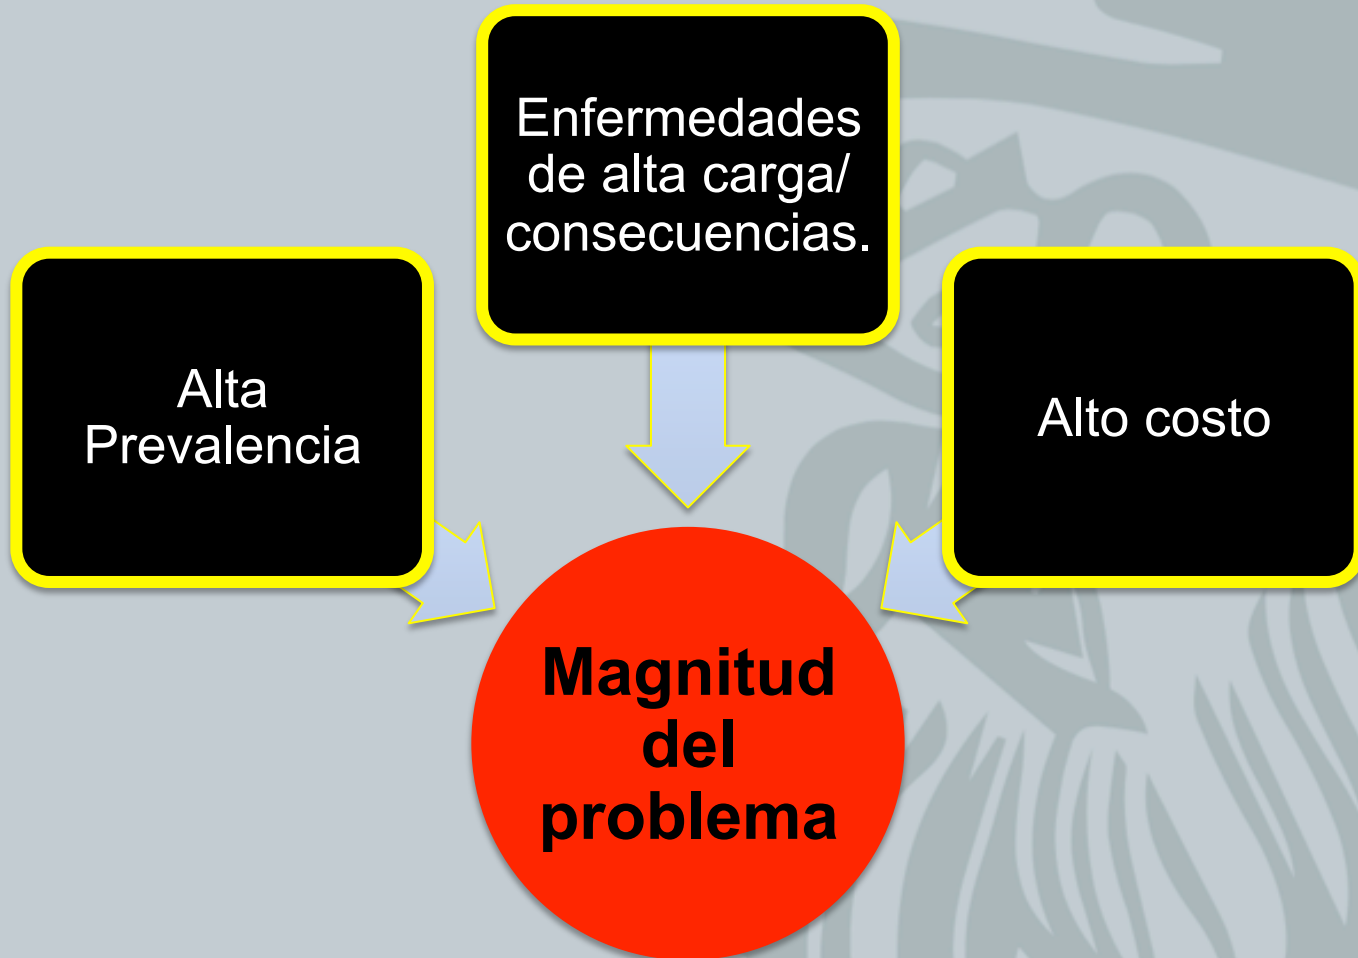 Enfermedades
de alta carga/
consecuencias.
Alta
Prevalencia
Alto costo
Magnitud
del
problema